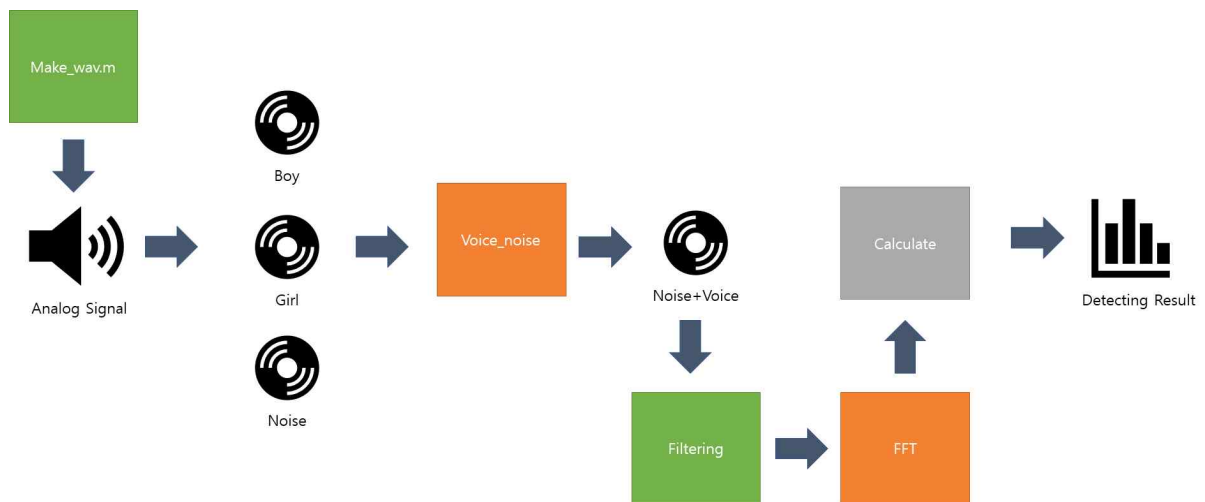 Make_wav.m
Analog Signal
Boy
Girl
Noise
Voice_noise
Noise+Voice
Filtering
FFT
Calculate
Detecting Result